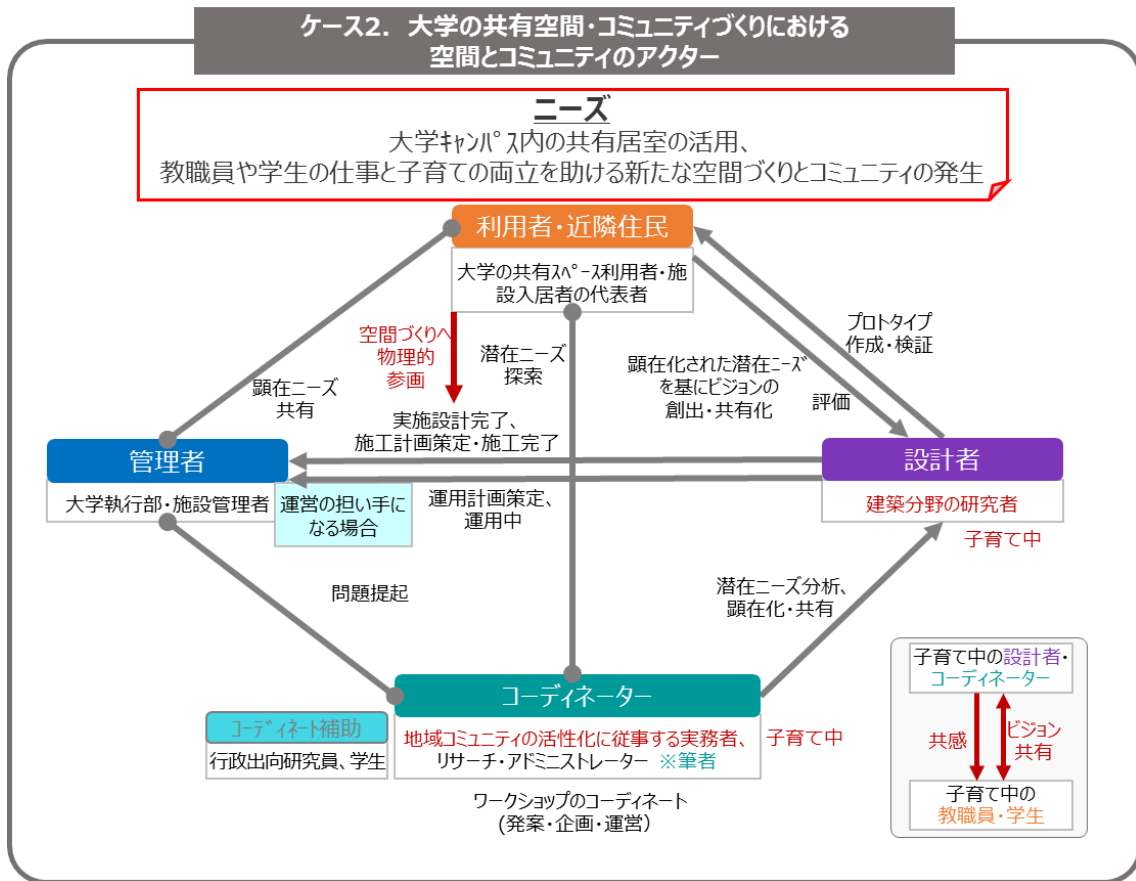 ケース2. 大学の共有空間・コミュニティづくりにおける
空間とコミュニティのアクター
ニーズ
大学ｷｬﾝﾊﾟｽ内の共有居室の活用、
教職員や学生の仕事と子育ての両立を助ける新たな空間づくりとコミュニティの発生
利用者・近隣住民
大学の共有ｽﾍﾟｰｽ利用者・施
設入居者の代表者
空間づくりへ
物理的
参画
潜在ニーズ
探索
顕在化された潜在ﾆｰｽﾞ
を基にビジョンの
創出・共有化
プロトタイプ
作成・検証
評価
顕在ニーズ
共有
実施設計完了、
施工計画策定・施工完了
管理者
大学執行部・施設管理者
運営の担い手に
なる場合
運用計画策定、
運用中
設計者
建築分野の研究者
子育て中
問題提起
潜在ニーズ分析、
顕在化・共有
コーディネーター
地域コミュニティの活性化に従事する実務者、
リサーチ・アドミニストレーター ※筆者
子育て中
ｺｰﾃﾞｨﾈｰﾄ補助
行政出向研究員、学生
ワークショップのコーディネート
(発案・企画・運営)
子育て中の設計者・
コーディネーター
共感
ビジョン
共有
子育て中の
教職員・学生